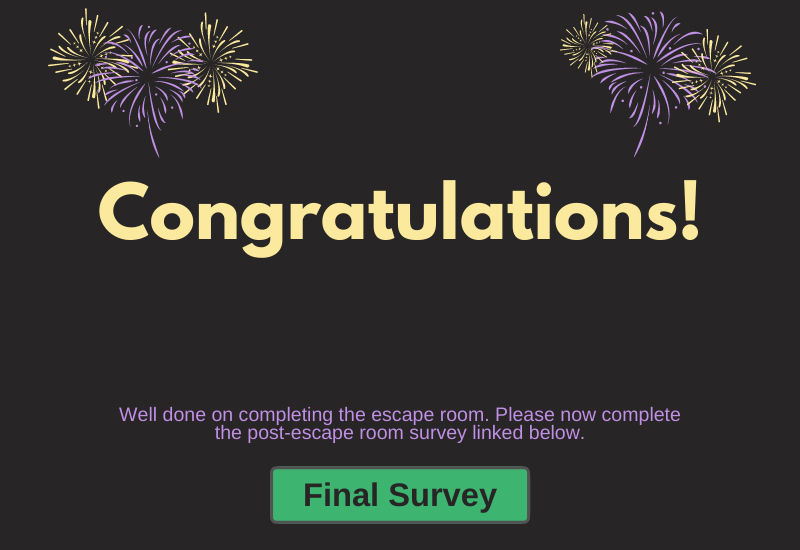 Congratulations!
Well done on completing the escape room. Please now complete
the post-escape room survey linked below.
Final Survey